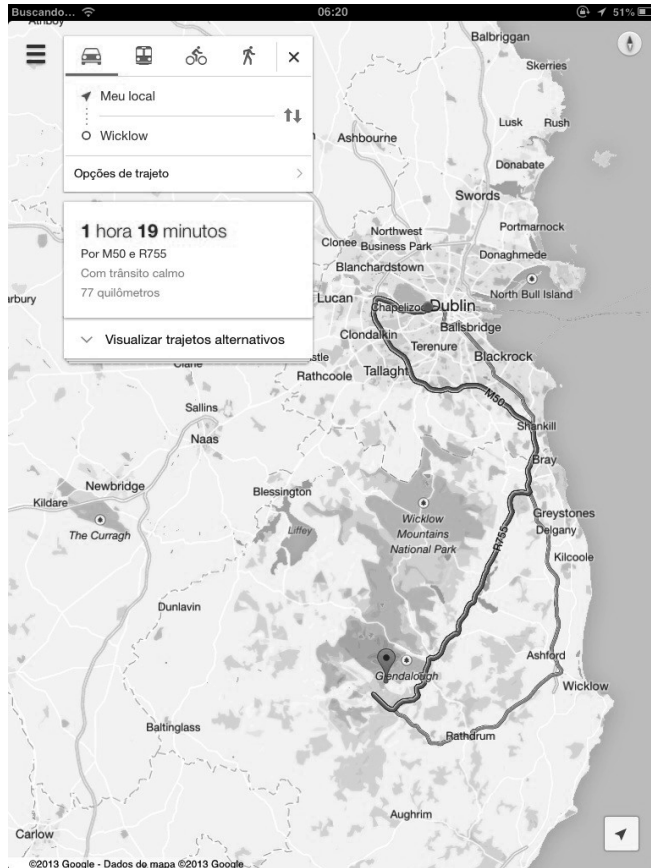 Buscando...
06:20
51%
Athboy
Balbriggan
Skerries
Meu local
Wicklow
Opções de trajeto
Lusk
Rush
Ashbourne
Donabate
Swords
1 hora 19 minutos
Por M50 e R755
Com trânsito calmo
77 quilômetros
Visualizar trajetos alternativos
Portmarnock
Northwest
Business Park
Clonee
Donaghmede
Blanchardstown
North Bull Island
Lucan
Chapelizo
Dublin
Clondalkin
Ballsbridge
Terenure
Blackrock
Rathcoole
Tallaght
Clane
M50
Sallins
Shankill
Naas
Bray
Newbridge
Blessington
Kildare
The Curragh
Liffey
Wicklow
Mountains
National Park
Greystones
Delgany
R755
Kilcoole
Dunlavin
Ashford
Glendalough
Wicklow
Baltinglass
Rathdrum
Aughrim
Carlow
©2013 Google - Dados do mapa ©2013 Google